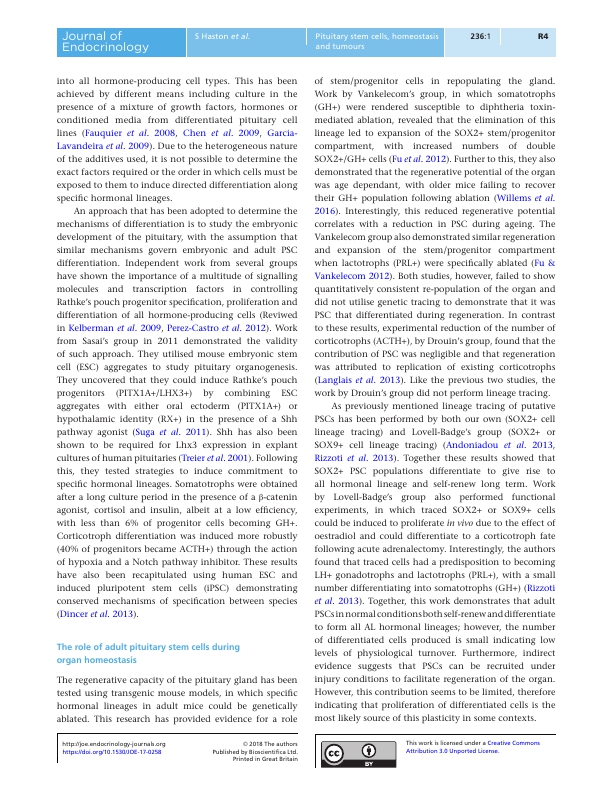 Journal of
Endocrinology
S Haston et al.
Pituitary stem cells, homeostasis
and tumours
236:1
R4
into all hormone-producing cell types. This has been
achieved by different means including culture in the
presence of a mixture of growth factors, hormones or
conditioned media from differentiated pituitary cell
lines (Fauquier et al. 2008, Chen et al. 2009, Garcia-
Lavandeira et al. 2009). Due to the heterogeneous nature
of the additives used, it is not possible to determine the
exact factors required or the order in which cells must be
exposed to them to induce directed differentiation along
specific hormonal lineages.
An approach that has been adopted to determine the
mechanisms of differentiation is to study the embryonic
development of the pituitary, with the assumption that
similar mechanisms govern embryonic and adult PSC
differentiation. Independent work from several groups
have shown the importance of a multitude of signalling
molecules and transcription factors in controlling
Rathke's pouch progenitor specification, proliferation and
differentiation of all hormone-producing cells (Reviwed
in Kelberman et al. 2009, Perez-Castro et al. 2012). Work
from Sasai's group in 2011 demonstrated the validity
of such approach. They utilised mouse embryonic stem
cell (ESC) aggregates to study pituitary organogenesis.
They uncovered that they could induce Rathke's pouch
progenitors (PITX1A+/LHX3+) by combining ESC
aggregates with either oral ectoderm (PITX1A+) or
hypothalamic identity (RX+) in the presence of a Shh
pathway agonist (Suga et al. 2011). Shh has also been
shown to be required for Lhx3 expression in explant
cultures of human pituitaries (Treier et al. 2001). Following
this, they tested strategies to induce commitment to
specific hormonal lineages. Somatotrophs were obtained
after a long culture period in the presence of a β-catenin
agonist, cortisol and insulin, albeit at a low efficiency,
with less than 6% of progenitor cells becoming GH+.
Corticotroph differentiation was induced more robustly
(40% of progenitors became ACTH+) through the action
of hypoxia and a Notch pathway inhibitor. These results
have also been recapitulated using human ESC and
induced pluripotent stem cells (iPSC) demonstrating
conserved mechanisms of specification between species
(Dincer et al. 2013).
The role of adult pituitary stem cells during
organ homeostasis
The regenerative capacity of the pituitary gland has been
tested using transgenic mouse models, in which specific
hormonal lineages in adult mice could be genetically
ablated. This research has provided evidence for a role
of stem/progenitor cells in repopulating the gland.
Work by Vankelecom's group, in which somatotrophs
(GH+) were rendered susceptible to diphtheria toxin-
mediated ablation, revealed that the elimination of this
lineage led to expansion of the SOX2+ stem/progenitor
compartment, with increased numbers of double
SOX2+/GH+ cells (Fu et al. 2012). Further to this, they also
demonstrated that the regenerative potential of the organ
was age dependant, with older mice failing to recover
their GH+ population following ablation (Willems et al.
2016). Interestingly, this reduced regenerative potential
correlates with a reduction in PSC during ageing. The
Vankelecom group also demonstrated similar regeneration
and expansion of the stem/progenitor compartment
when lactotrophs (PRL+) were specifically ablated (Fu &
Vankelecom 2012). Both studies, however, failed to show
quantitatively consistent re-population of the organ and
did not utilise genetic tracing to demonstrate that it was
PSC that differentiated during regeneration. In contrast
to these results, experimental reduction of the number of
corticotrophs (ACTH+), by Drouin's group, found that the
contribution of PSC was negligible and that regeneration
was attributed to replication of existing corticotrophs
(Langlais et al. 2013). Like the previous two studies, the
work by Drouin's group did not perform lineage tracing.
As previously mentioned lineage tracing of putative
PSCs has been performed by both our own (SOX2+ cell
lineage tracing) and Lovell-Badge's group (SOX2+ or
SOX9+ cell lineage tracing) (Andoniadou et al. 2013,
Rizzoti et al. 2013). Together these results showed that
SOX2+ PSC populations differentiate to give rise to
all hormonal lineage and self-renew long term. Work
by Lovell-Badge's group also performed functional
experiments, in which traced SOX2+ or SOX9+ cells
could be induced to proliferate in vivo due to the effect of
oestradiol and could differentiate to a corticotroph fate
following acute adrenalectomy. Interestingly, the authors
found that traced cells had a predisposition to becoming
LH+ gonadotrophs and lactotrophs (PRL+), with a small
number differentiating into somatotrophs (GH+) (Rizzoti
et al. 2013). Together, this work demonstrates that adult
PSCs in normal conditions both self-renew and differentiate
to form all AL hormonal lineages; however, the number
of differentiated cells produced is small indicating low
levels of physiological turnover. Furthermore, indirect
evidence suggests that PSCs can be recruited under
injury conditions to facilitate regeneration of the organ.
However, this contribution seems to be limited, therefore
indicating that proliferation of differentiated cells is the
most likely source of this plasticity in some contexts.
http://joe.endocrinology-journals.org
https://doi.org/10.1530/JOE-17-0258
© 2018 The authors
Published by Bioscientifica Ltd.
Printed in Great Britain
cc
BY
This work is licensed under a Creative Commons
Attribution 3.0 Unported License.